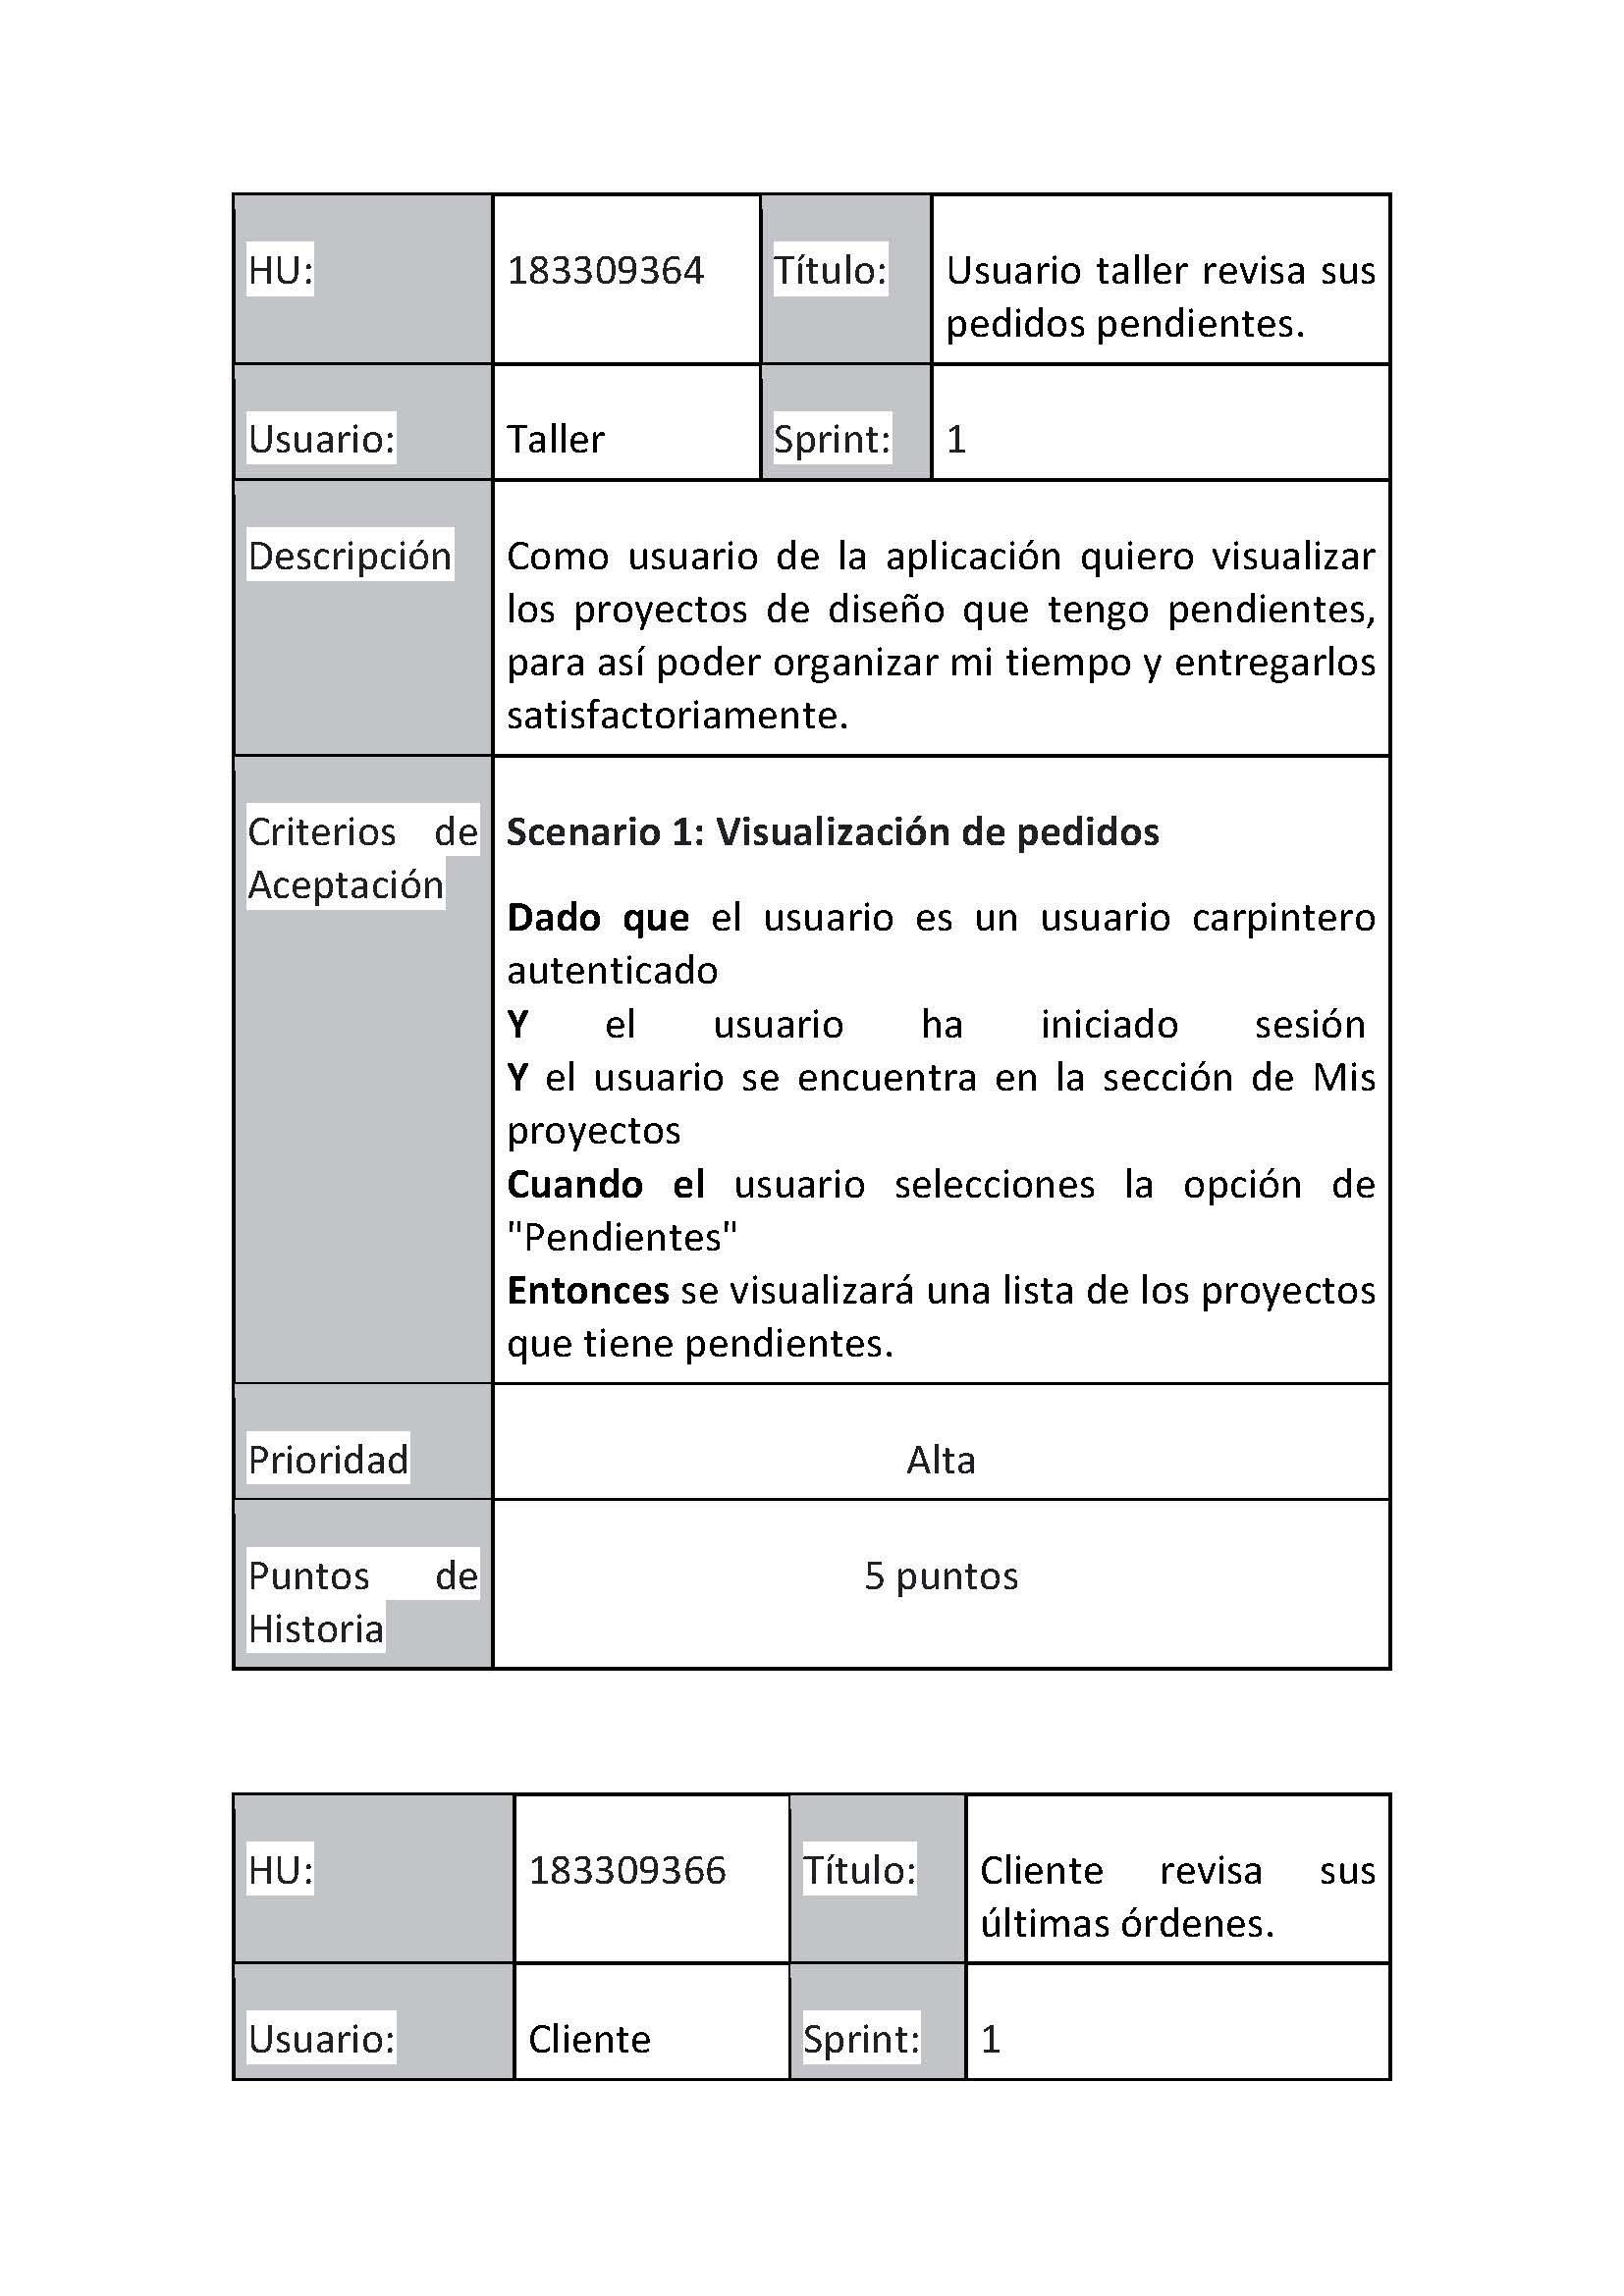 HU: 183309364 Título: Usuario taller revisa sus
pedidos pendientes.
Usuario: Taller Sprint: 1
Descripción Como usuario de la aplicación quiero visualizar
los proyectos de diseño que tengo pendientes,
para así poder organizar mi tiempo y entregarlos
satisfactoriamente.
Criterios de
Aceptación
Scenario 1: Visualización de pedidos
Dado que el usuario es un usuario carpintero
autenticado
Y el usuario ha iniciado sesión
Y el usuario se encuentra en la sección de Mis
proyectos
Cuando el usuario selecciones la opción de
"Pendientes"
Entonces se visualizará una lista de los proyectos
que tiene pendientes.
Prioridad Alta
Puntos de
Historia
5 puntos
HU: 183309366 Título: Cliente revisa sus
últimas órdenes.
Usuario: Cliente Sprint: 1